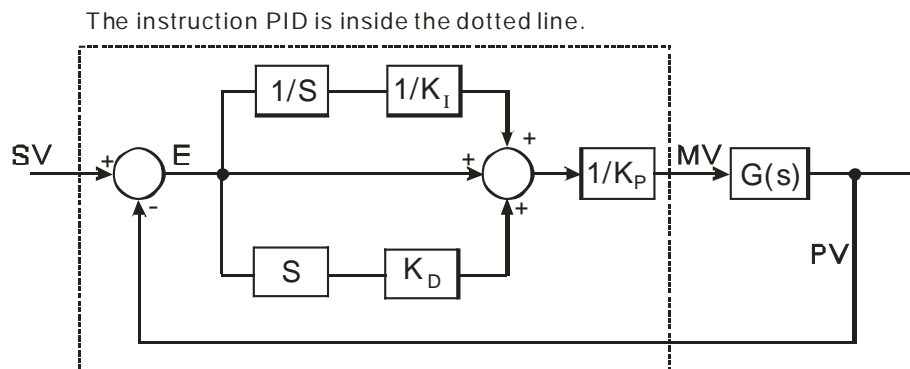 The instruction PID is inside the dotted line.
1/S
1/K_I
+
SV
+
E
+
1/K_P
MV
G(s)
-
+
S
K_D
PV